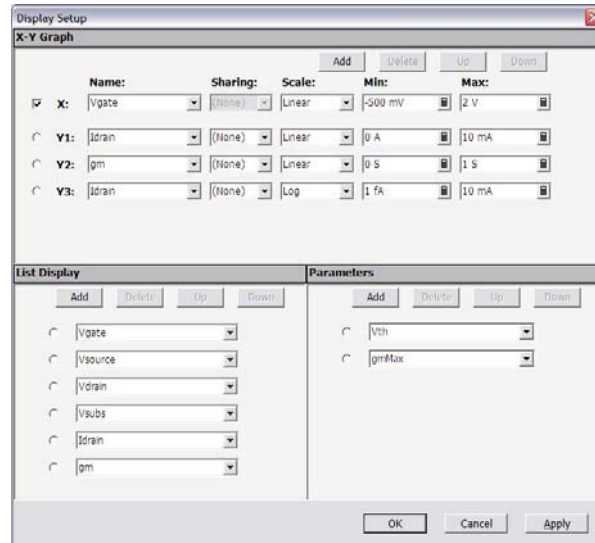 Display Setup
X-Y Graph
Add Delete Up Down
Name: Sharing: Scale: Min: Max:
X: Vgate (None) Linear -500 mV 2 V
Y1: Idrain (None) Linear 0 A 10 mA
Y2: gm (None) Linear 0 S 1 S
Y3: Idrain (None) Log 1 fA 10 mA
List Display
Add Delete Up Down
Vgate
Vsource
Vdrain
Vsubs
Idrain
gm
Parameters
Add Delete Up Down
Vth
gmMax
OK Cancel Apply